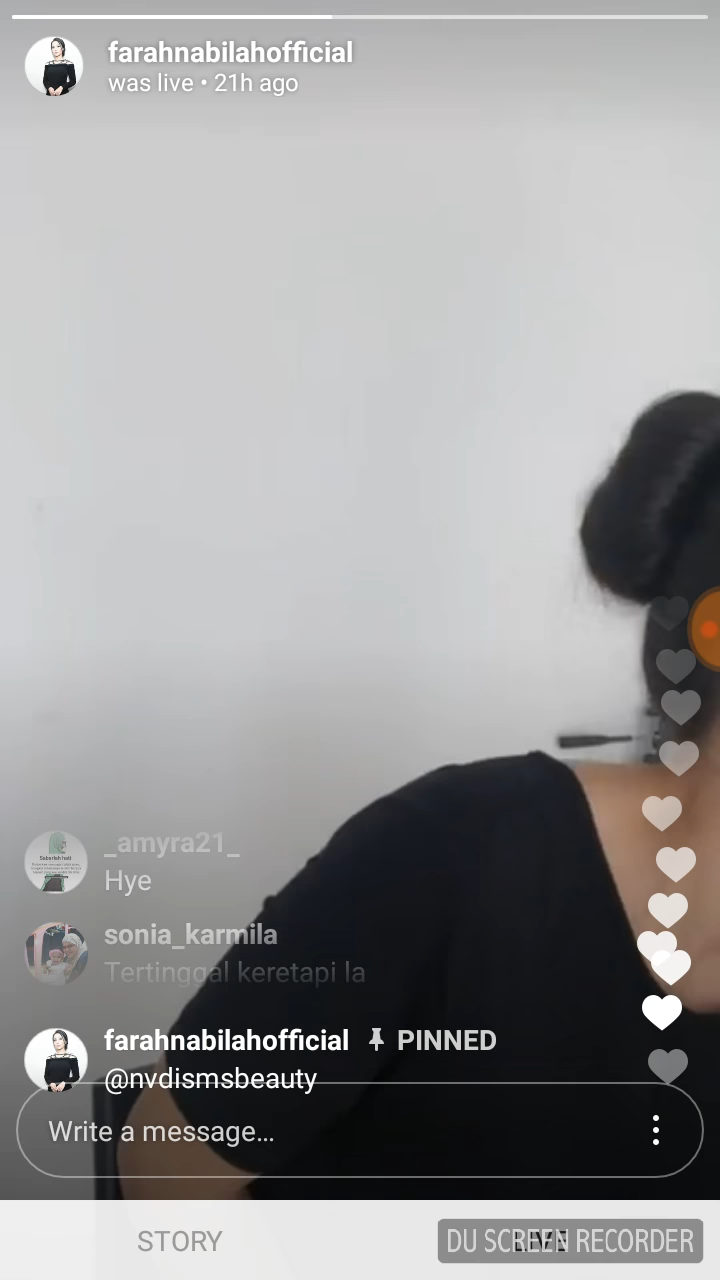 farahnabilahofficial
was live • 21h ago
_amyra21_
Hye
sonia_karmila
Tertinggal keretapi la
farahnabilahofficial PINNED
@nvdismsbeauty
Write a message...
STORY
LIVE
DU SCREEN RECORDER